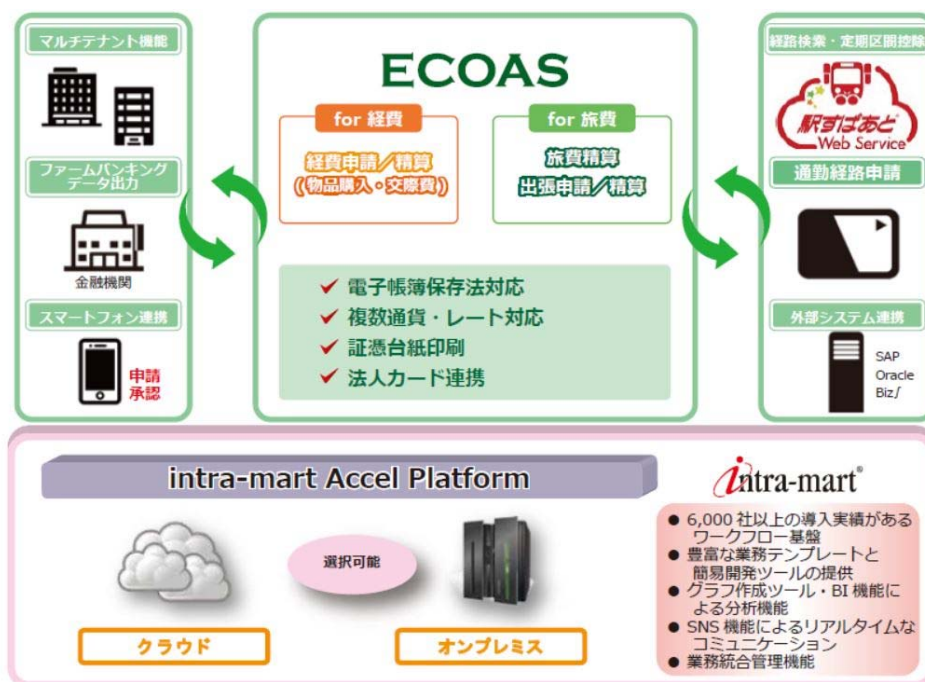 マルチテナント機能
ファームバンキング
データ出力
金融機関
スマートフォン連携
申請
承認
ECOAS
for 経費
経費申請／精算
（物品購入・交際費）
for 旅費
旅費精算
出張申請／精算
電子帳簿保存法対応
複数通貨・レート対応
証憑台紙印刷
法人カード連携
経路検索・定期区間控除
駅すぱあと
Web Service
通勤経路申請
外部システム連携
SAP
Oracle
Biz∫
intra-mart Accel Platform
クラウド
選択可能
オンプレミス
intra-mart®
● 6,000 社以上の導入実績がある
ワークフロー基盤
● 豊富な業務テンプレートと
簡易開発ツールの提供
● グラフ作成ツール・BI 機能に
よる分析機能
● SNS 機能によるリアルタイムな
コミュニケーション
● 業務統合管理機能